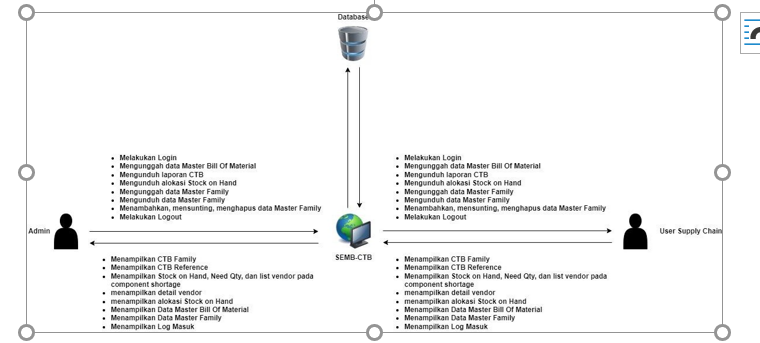 Database
Melakukan Login
Mengunggah data Master Bill Of Material
Mengunduh laporan CTB
Mengunduh alokasi Stock on Hand
Mengunggah data Master Family
Mengunduh data Master Family
Menambahkan, mensunting, menghapus data Master Family
Melakukan Logout
Melakukan Login
Mengunggah data Master Bill Of Material
Mengunduh laporan CTB
Mengunduh alokasi Stock on Hand
Mengunggah data Master Family
Mengunduh data Master Family
Menambahkan, mensunting, menghapus data Master Family
Melakukan Logout
Admin
SEMB-CTB
User Supply Chain
Menampilkan CTB Family
Menampilkan CTB Reference
Menampilkan Stock on Hand, Need Qty, dan list vendor pada
component shortage
menampilkan detail vendor
menampilkan alokasi Stock on Hand
Menampilkan Data Master Bill Of Material
Menampilkan Data Master Family
Menampilkan Log Masuk
Menampilkan CTB Family
Menampilkan CTB Reference
Menampilkan Stock on Hand, Need Qty, dan list vendor pada
component shortage
menampilkan detail vendor
menampilkan alokasi Stock on Hand
Menampilkan Data Master Bill Of Material
Menampilkan Data Master Family
Menampilkan Log Masuk